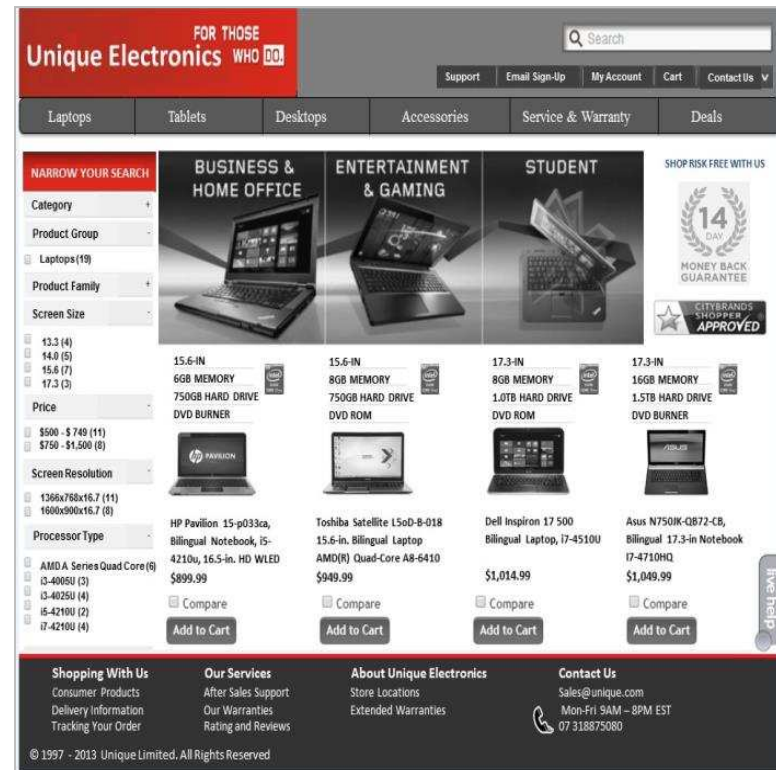 FOR THOSE
Unique Electronics WHO DO.
Search
Support Email Sign-Up My Account Cart Contact Us v
Laptops Tablets Desktops Accessories Service & Warranty Deals
NARROW YOUR SEARCH
Category +
Product Group -
Laptops (19)
Product Family +
Screen Size -
13.3 (4)
14.0 (5)
15.6 (7)
17.3 (3)
Price -
$500 - $ 749 (11)
$750 - $1,500 (8)
Screen Resolution -
1366x768x16.7 (11)
1600x900x16.7 (8)
Processor Type -
AMD A Series Quad Core (6)
i3-4005U (3)
i3-4025U (4)
i5-4210U (2)
i7-4210U (4)
BUSINESS &
HOME OFFICE
ENTERTAINMENT
& GAMING
STUDENT
SHOP RISK FREE WITH US
14
DAY
MONEY BACK
GUARANTEE
CITYBRANDS
SHOPPER
APPROVED
15.6-IN
6GB MEMORY
750GB HARD DRIVE
DVD BURNER
intel
hp PAVILION
HP Pavilion 15-p033ca,
Bilingual Notebook, i5-
4210u, 16.5-in. HD WLED
$899.99
Compare
Add to Cart
15.6-IN
8GB MEMORY
750GB HARD DRIVE
DVD ROM
intel
Toshiba Satellite L5oD-B-018
15.6-in. Bilingual Laptop
AMD(R) Quad-Core A8-6410
$949.99
Compare
Add to Cart
17.3-IN
8GB MEMORY
1.0TB HARD DRIVE
DVD ROM
intel
Dell Inspiron 17 500
Bilingual Laptop, i7-4510U
$1,014.99
Compare
Add to Cart
17.3-IN
16GB MEMORY
1.5TB HARD DRIVE
DVD BURNER
intel
ASUS
Asus N750JK-QB72-CB,
Bilingual 17.3-in Notebook
I7-4710HQ
$1,049.99
Compare
Add to Cart
live help
Shopping With Us
Consumer Products
Delivery Information
Tracking Your Order
Our Services
After Sales Support
Our Warranties
Rating and Reviews
About Unique Electronics
Store Locations
Extended Warranties
Contact Us
Sales@unique.com
Mon-Fri 9AM – 8PM EST
07 318875080
© 1997 - 2013 Unique Limited. All Rights Reserved